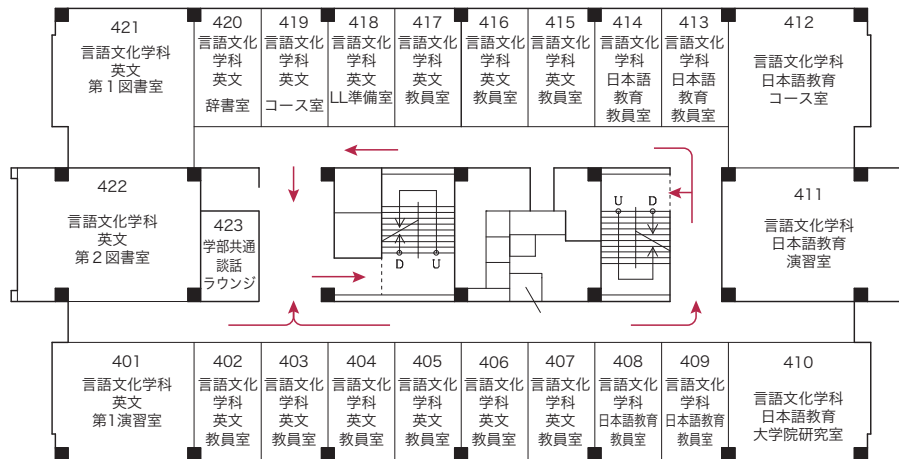 421
言語文化学科
英文
第１図書室
420
言語文化
学科
英文
辞書室
419
言語文化
学科
英文
コース室
418
言語文化
学科
英文
LL準備室
417
言語文化
学科
英文
教員室
416
言語文化
学科
英文
教員室
415
言語文化
学科
英文
教員室
414
言語文化
学科
日本語
教育
教員室
413
言語文化
学科
日本語
教育
教員室
412
言語文化学科
日本語教育
コース室
422
言語文化学科
英文
第２図書室
423
学部共通
談話
ラウンジ
D
U
U
D
411
言語文化学科
日本語教育
演習室
401
言語文化学科
英文
第1演習室
402
言語文化
学科
英文
教員室
403
言語文化
学科
英文
教員室
404
言語文化
学科
英文
教員室
405
言語文化
学科
英文
教員室
406
言語文化
学科
英文
教員室
407
言語文化
学科
英文
教員室
408
言語文化
学科
日本語教育
教員室
409
言語文化
学科
日本語教育
教員室
410
言語文化学科
日本語教育
大学院研究室